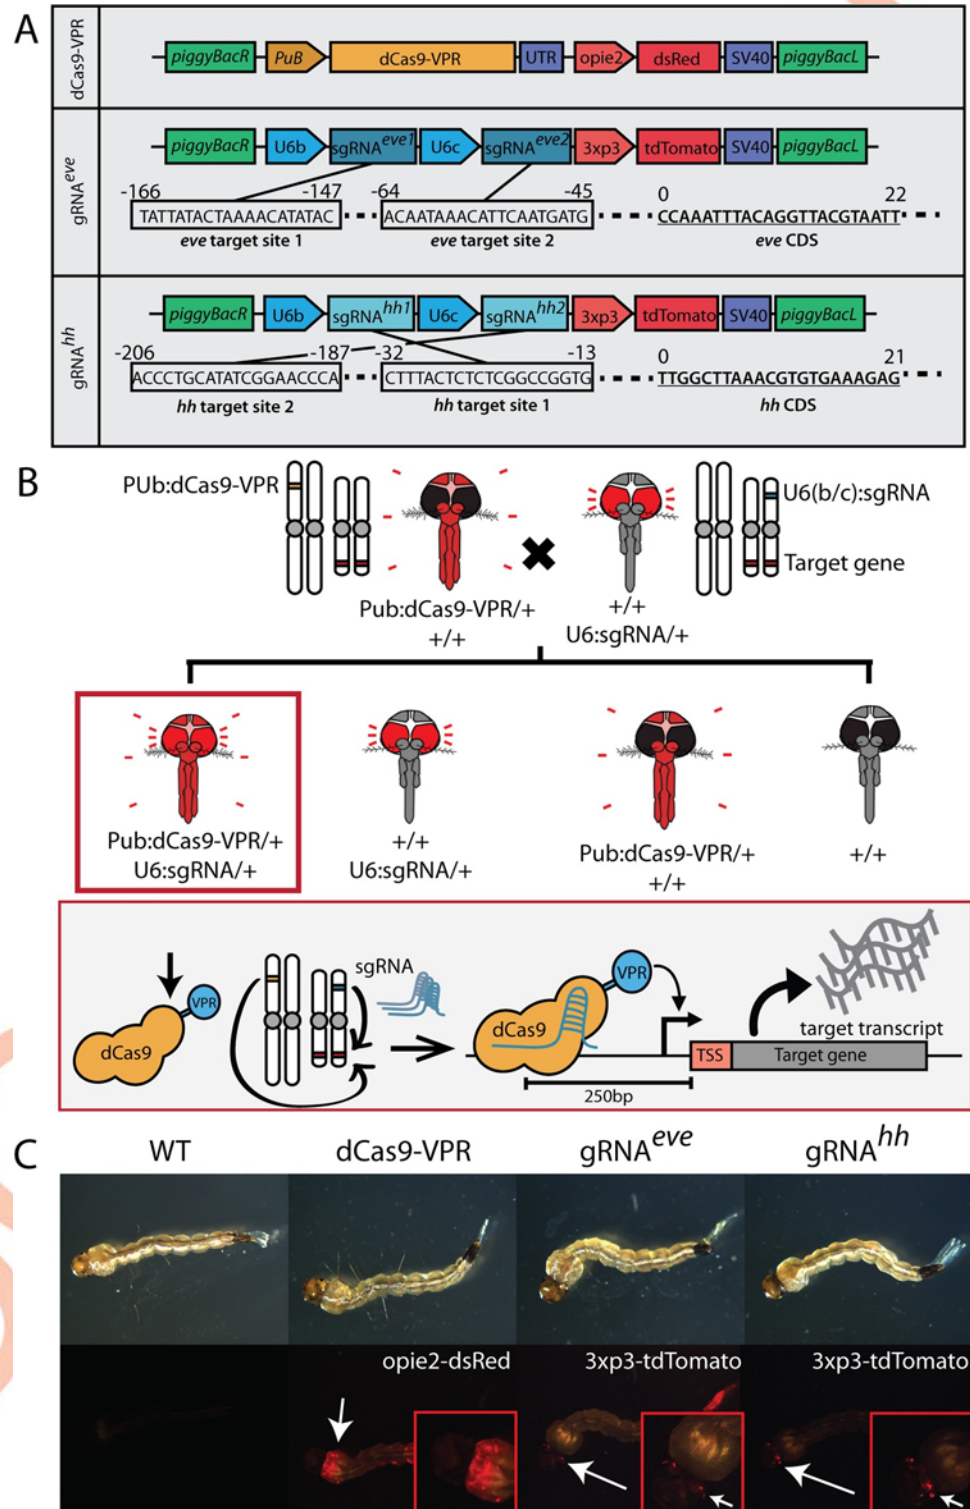 A
dCas9-VPR
piggyBacR PuB dCas9-VPR UTR opie2 dsRed SV40 piggyBacL
gRNAeve
piggyBacR U6b sgRNAeve1 U6c sgRNAeve2 3xp3 tdTomato SV40 piggyBacL
-166 -147 -64 -45 0 22
TATTATACTAAAACATATAC ACAATAAACATTCAATGATG CCAAATTTACAGGTTACGTAATT
eve target site 1 eve target site 2 eve CDS
gRNAhh
piggyBacR U6b sgRNAhh1 U6c sgRNAhh2 3xp3 tdTomato SV40 piggyBacL
-206 -187 -32 -13 0 21
ACCCTGCATATCGGAACCCA CTTTACTCTCTCGGCCGGTG TTGGCTTAAACGTGTGAAAGAG
hh target site 2 hh target site 1 hh CDS
B
PUb:dCas9-VPR
U6(b/c):sgRNA
Target gene
Pub:dCas9-VPR/+
+/+
+/+
U6:sgRNA/+
Pub:dCas9-VPR/+
U6:sgRNA/+
+/+
U6:sgRNA/+
Pub:dCas9-VPR/+
+/+
+/+
dCas9
VPR
sgRNA
dCas9
VPR
TSS
Target gene
target transcript
250bp
C
WT dCas9-VPR gRNAeve gRNAhh
opie2-dsRed 3xp3-tdTomato 3xp3-tdTomato